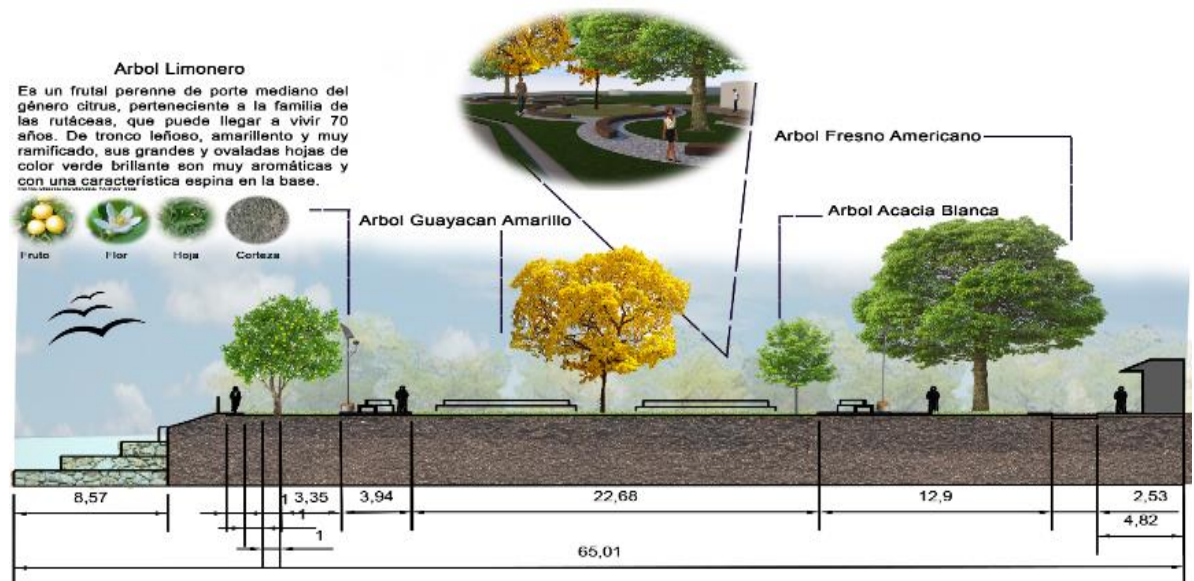 Arbol Limonero
Es un frutal perenne de porte mediano del
género citrus, perteneciente a la familia de
las rutáceas, que puede llegar a vivir 70
años. De tronco leñoso, amarillento y muy
ramificado, sus grandes y ovaladas hojas de
color verde brillante son muy aromáticas y
con una característica espina en la base.
Fruto
Flor
Hoja
Corteza
Arbol Guayacan Amarillo
Arbol Fresno Americano
Arbol Acacia Blanca
8,57
1
3,35
3,94
22,68
12,9
2,53
1
4,82
1
65,01